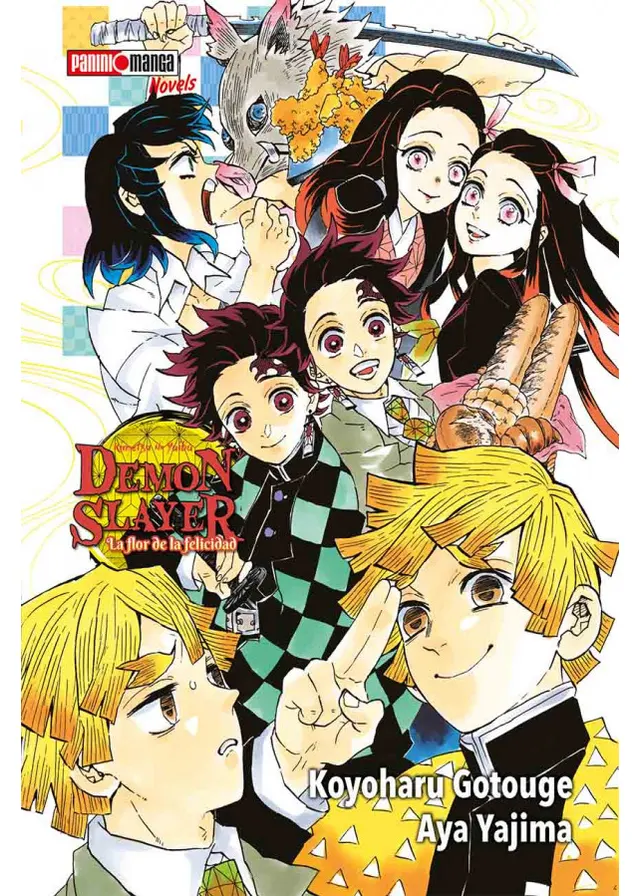 PANINI MANGA
Novels
Kimetsu no Yaiba
DEMON
SLAYER
La flor de la felicidad
Koyoharu Gotouge
Aya Yajima